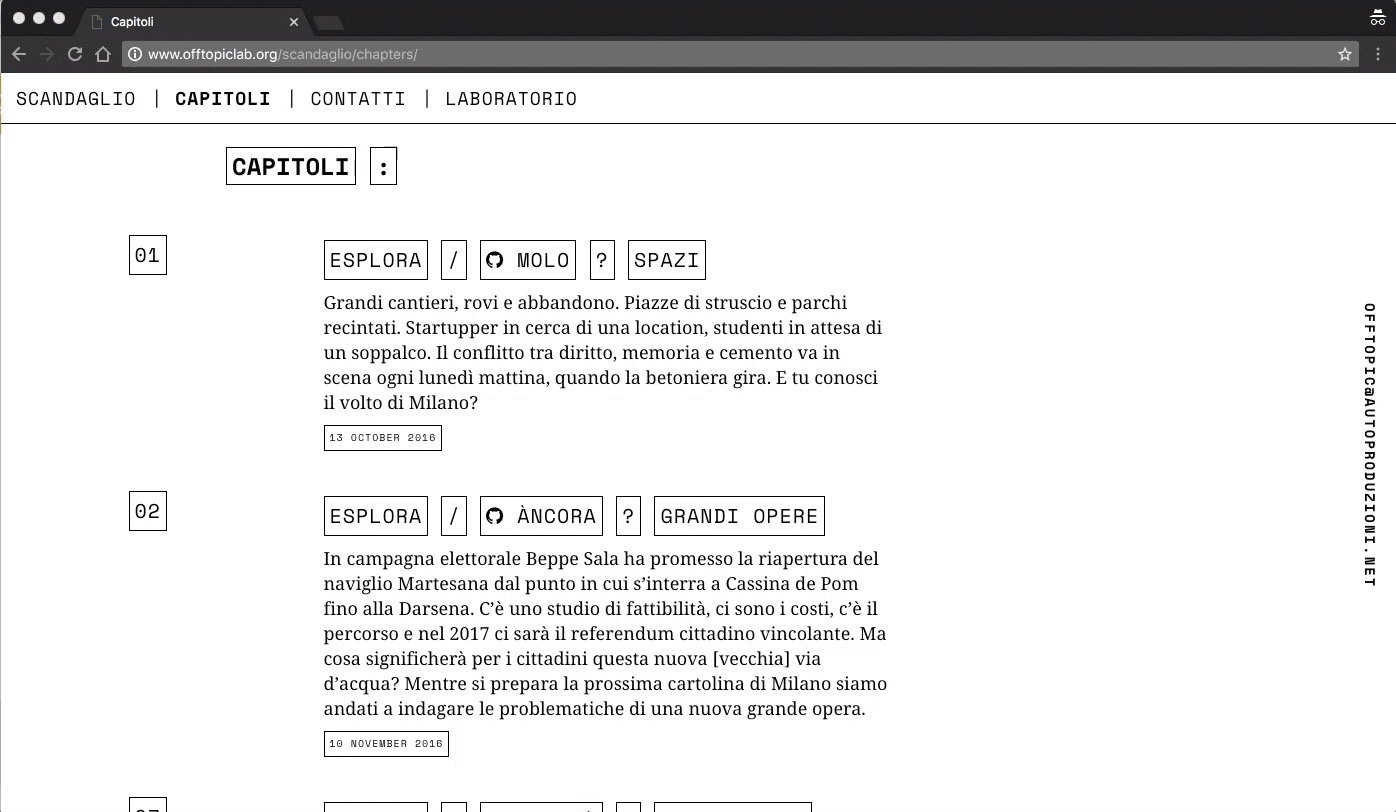 Capitoli
www.offtopiclab.org/scandaglio/chapters/
SCANDAGLIO | CAPITOLI | CONTATTI | LABORATORIO
CAPITOLI :
01
ESPLORA / MOLO ? SPAZI
Grandi cantieri, rovi e abbandono. Piazze di struscio e parchi
recintati. Startupper in cerca di una location, studenti in attesa di
un soppalco. Il conflitto tra diritto, memoria e cemento va in
scena ogni lunedì mattina, quando la betoniera gira. E tu conosci
il volto di Milano?
13 OCTOBER 2016
02
ESPLORA / ÀNCORA ? GRANDI OPERE
In campagna elettorale Beppe Sala ha promesso la riapertura del
naviglio Martesana dal punto in cui s’interra a Cassina de Pom
fino alla Darsena. C’è uno studio di fattibilità, ci sono i costi, c’è il
percorso e nel 2017 ci sarà il referendum cittadino vincolante. Ma
cosa significherà per i cittadini questa nuova [vecchia] via
d’acqua? Mentre si prepara la prossima cartolina di Milano siamo
andati a indagare le problematiche di una nuova grande opera.
10 NOVEMBER 2016
OFFTOPIC@AUTOPRODUZIONI.NET